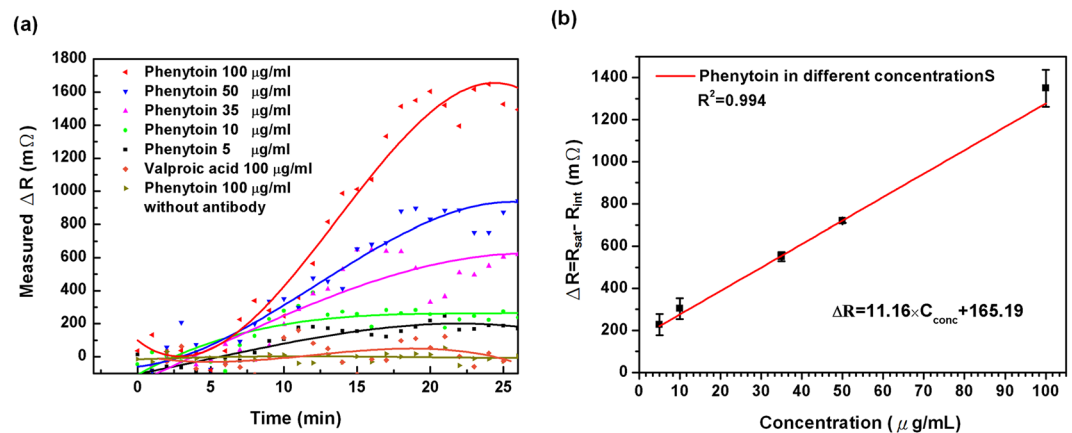 (a)
1800
1600
1400
1200
1000
800
600
400
200
0
Measured Δ R (mΩ)
Phenytoin 100 μg/ml
Phenytoin 50 μg/ml
Phenytoin 35 μg/ml
Phenytoin 10 μg/ml
Phenytoin 5 μg/ml
Valproic acid 100 μg/ml
Phenytoin 100 μg/ml
without antibody
0 5 10 15 20 25
Time (min)
(b)
1400
1200
1000
800
600
400
200
0
Δ R=Rsat- Rint (mΩ)
Phenytoin in different concentrationS
R²=0.994
ΔR=11.16×Cconc+165.19
0 10 20 30 40 50 60 70 80 90 100
Concentration ( μ g/mL)